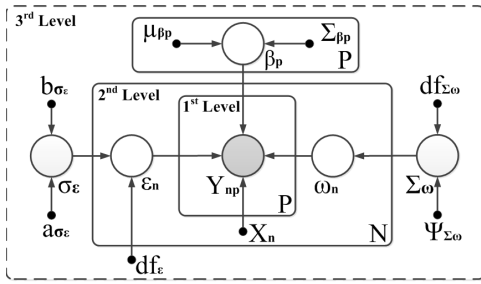 3rd Level
μβp
Σβp
βp
P
bσε
2nd Level
dfΣω
1st Level
σε
εn
Ynp
ωn
Σω
P
aσε
Xn
N
ΨΣω
dfε